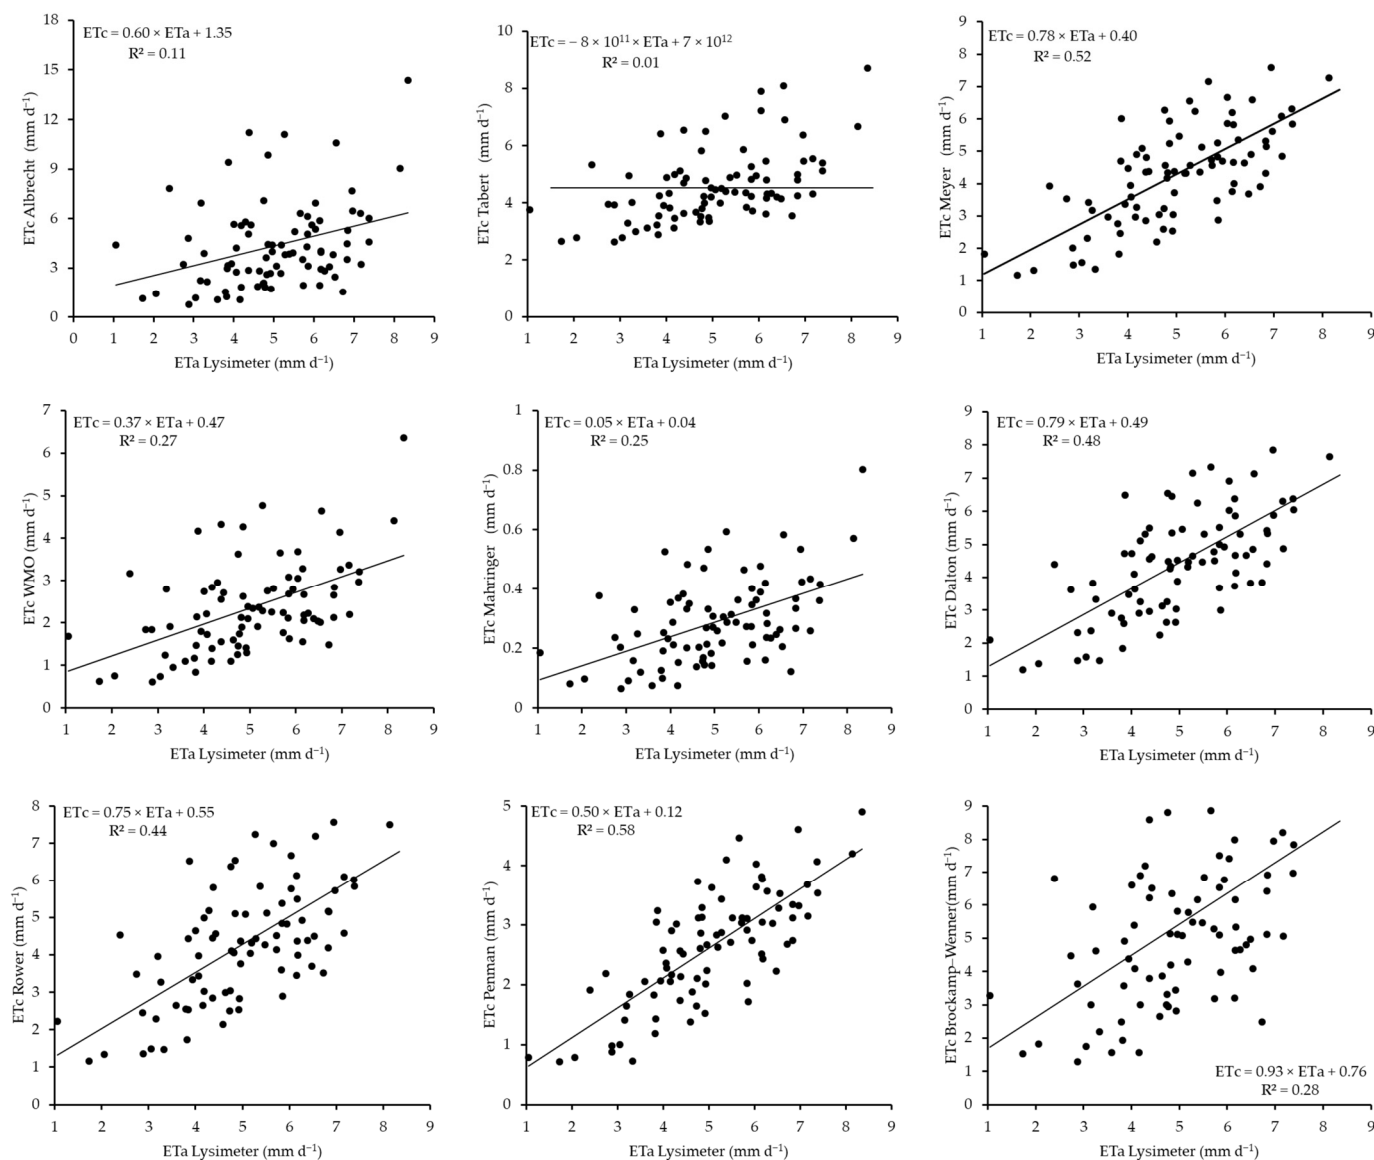 ETc = 0.60 × ETa + 1.35
R² = 0.11
18
15
12
9
6
3
0
0 1 2 3 4 5 6 7 8 9
ETc Albrecht (mm d⁻¹)
ETa Lysimeter (mm d⁻¹)
ETc = – 8 × 10¹¹ × ETa + 7 × 10¹²
R² = 0.01
10
8
6
4
2
0
1 2 3 4 5 6 7 8 9
ETc Tabert (mm d⁻¹)
ETa Lysimeter (mm d⁻¹)
ETc = 0.78 × ETa + 0.40
R² = 0.52
9
8
7
6
5
4
3
2
1
0
1 2 3 4 5 6 7 8 9
ETc Meyer (mm d⁻¹)
ETa Lysimeter (mm d⁻¹)
ETc = 0.37 × ETa + 0.47
R² = 0.27
7
6
5
4
3
2
1
0
1 2 3 4 5 6 7 8 9
ETc WMO (mm d⁻¹)
ETa Lysimeter (mm d⁻¹)
ETc = 0.05 × ETa + 0.04
R² = 0.25
1
0.8
0.6
0.4
0.2
0
1 2 3 4 5 6 7 8 9
ETc Mahringer (mm d⁻¹)
ETa Lysimeter (mm d⁻¹)
ETc = 0.79 × ETa + 0.49
R² = 0.48
9
8
7
6
5
4
3
2
1
0
1 2 3 4 5 6 7 8 9
ETc Dalton (mm d⁻¹)
ETa Lysimeter (mm d⁻¹)
ETc = 0.75 × ETa + 0.55
R² = 0.44
8
7
6
5
4
3
2
1
0
1 2 3 4 5 6 7 8 9
ETc Rower (mm d⁻¹)
ETa Lysimeter (mm d⁻¹)
ETc = 0.50 × ETa + 0.12
R² = 0.58
5
4
3
2
1
0
1 2 3 4 5 6 7 8 9
ETc Penman (mm d⁻¹)
ETa Lysimeter (mm d⁻¹)
9
8
7
6
5
4
3
2
1
0
1 2 3 4 5 6 7 8 9
ETc Brockamp–Wenner(mm d⁻¹)
ETc = 0.93 × ETa + 0.76
R² = 0.28
ETa Lysimeter (mm d⁻¹)